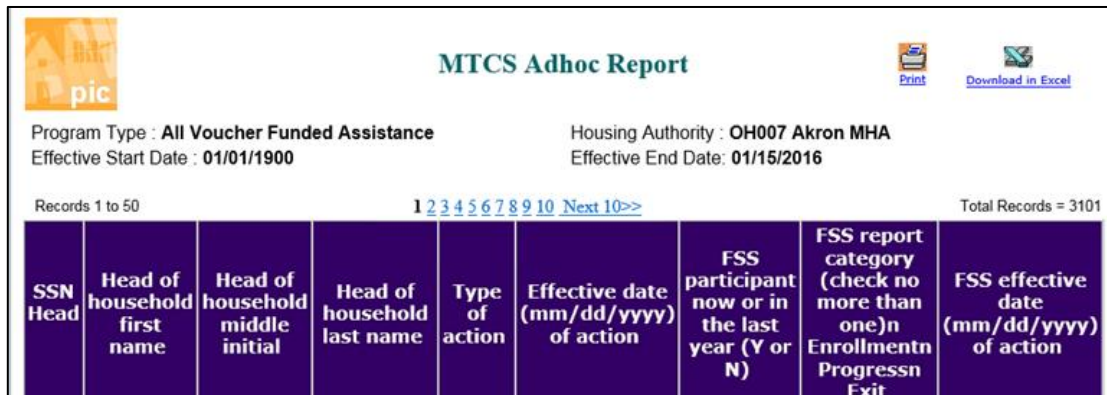 pic
MTCS Adhoc Report
Print
Download in Excel
Program Type : All Voucher Funded Assistance
Housing Authority : OH007 Akron MHA
Effective Start Date : 01/01/1900
Effective End Date: 01/15/2016
Records 1 to 50
1 2 3 4 5 6 7 8 9 10 Next 10>>
Total Records = 3101
SSN
Head
Head of
household
first
name
Head of
household
middle
initial
Head of
household
last name
Type
of
action
Effective date
(mm/dd/yyyy)
of action
FSS
participant
now or in
the last
year (Y or
N)
FSS report
category
(check no
more than
one)n
Enrollmentn
Progressn
Exit
FSS effective
date
(mm/dd/yyyy)
of action